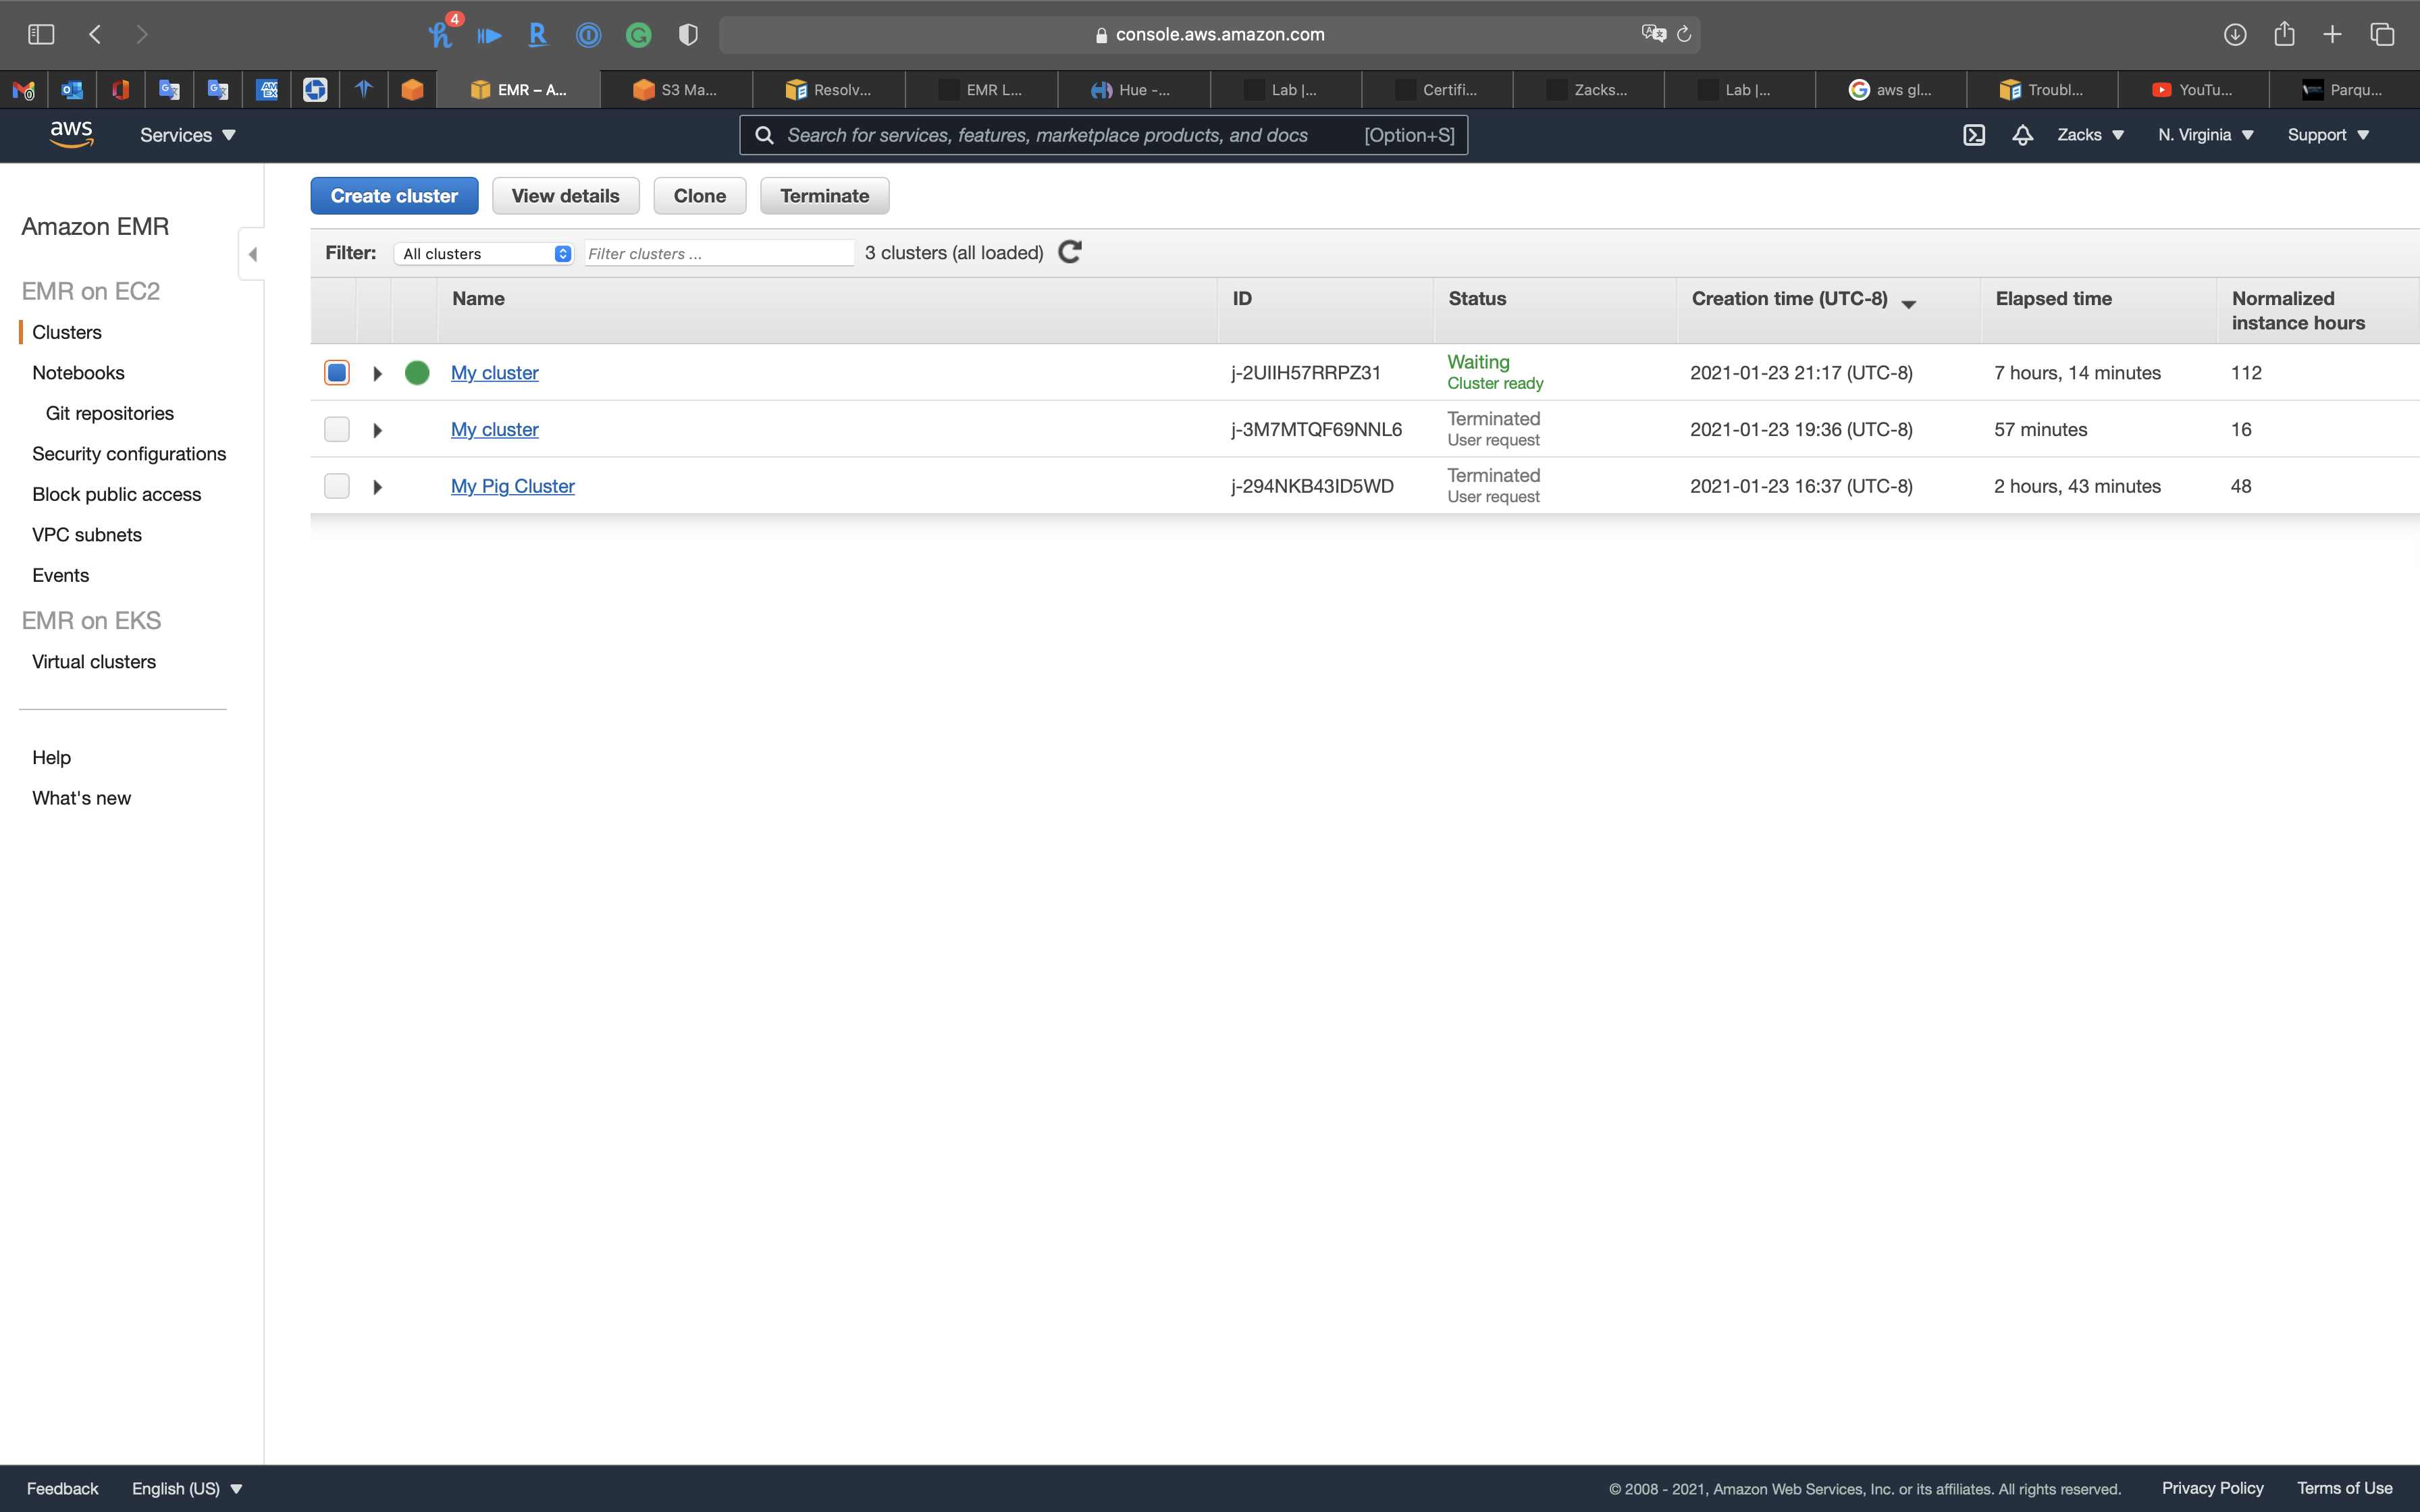 4
console.aws.amazon.com
EMR – A...
S3 Ma...
Resolv...
EMR L...
Hue -...
Lab |...
Certifi...
Zacks...
Lab |...
aws gl...
Troubl...
YouTu...
Parqu...
aws
Services
Search for services, features, marketplace products, and docs [Option+S]
Zacks
N. Virginia
Support
Amazon EMR
EMR on EC2
Clusters
Notebooks
Git repositories
Security configurations
Block public access
VPC subnets
Events
EMR on EKS
Virtual clusters
Help
What's new
Create cluster View details Clone Terminate
Filter: All clusters Filter clusters ... 3 clusters (all loaded)
Name ID Status Creation time (UTC-8) Elapsed time Normalized instance hours
My cluster j-2UIIH57RRPZ31 Waiting Cluster ready 2021-01-23 21:17 (UTC-8) 7 hours, 14 minutes 112
My cluster j-3M7MTQF69NNL6 Terminated User request 2021-01-23 19:36 (UTC-8) 57 minutes 16
My Pig Cluster j-294NKB43ID5WD Terminated User request 2021-01-23 16:37 (UTC-8) 2 hours, 43 minutes 48
Feedback English (US) © 2008 - 2021, Amazon Web Services, Inc. or its affiliates. All rights reserved. Privacy Policy Terms of Use